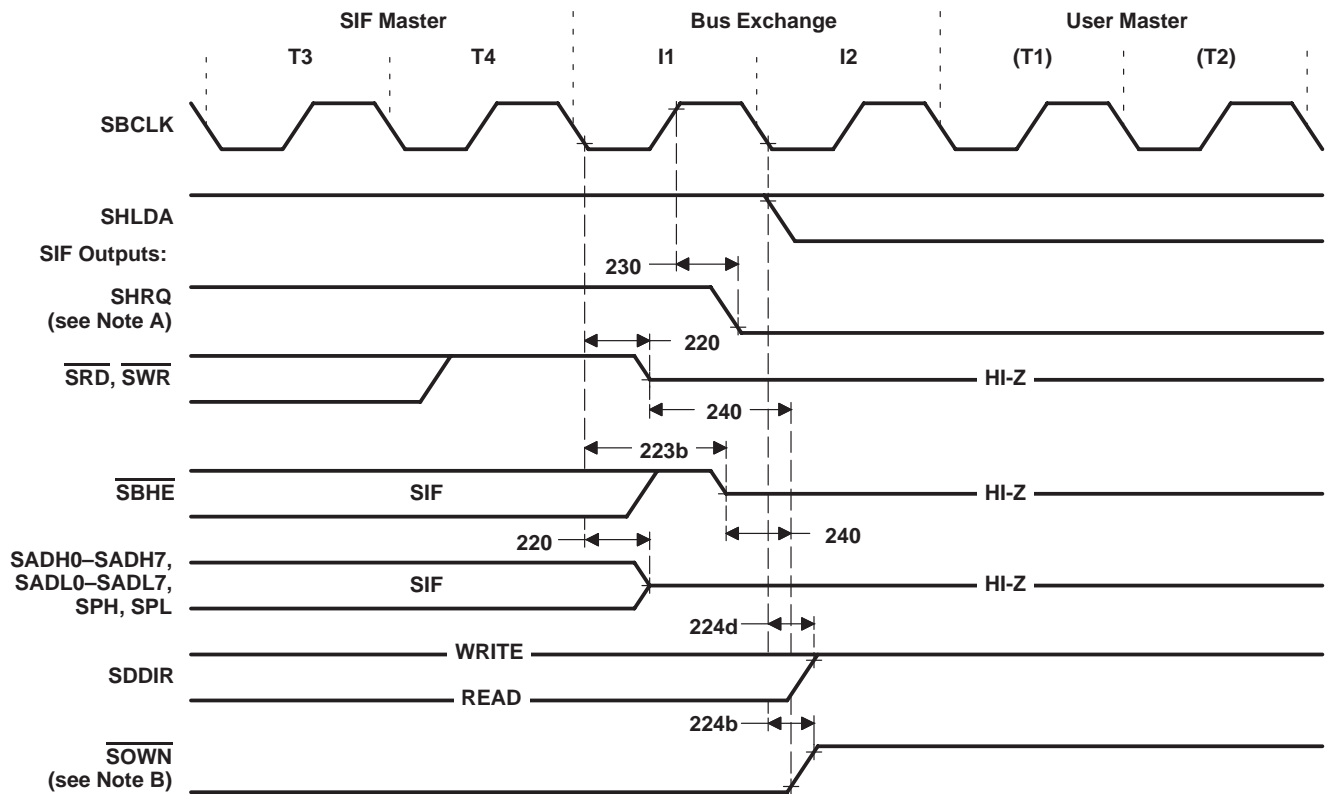 SIF Master Bus Exchange User Master
T3 T4 I1 I2 (T1) (T2)
SBCLK
SHLDA
SIF Outputs:
230
SHRQ
(see Note A)
220
SRD, SWR
HI-Z
240
223b
SBHE
SIF
HI-Z
220
240
SADH0–SADH7,
SADL0–SADL7,
SPH, SPL
SIF
HI-Z
224d
WRITE
SDDIR
READ
224b
SOWN
(see Note B)